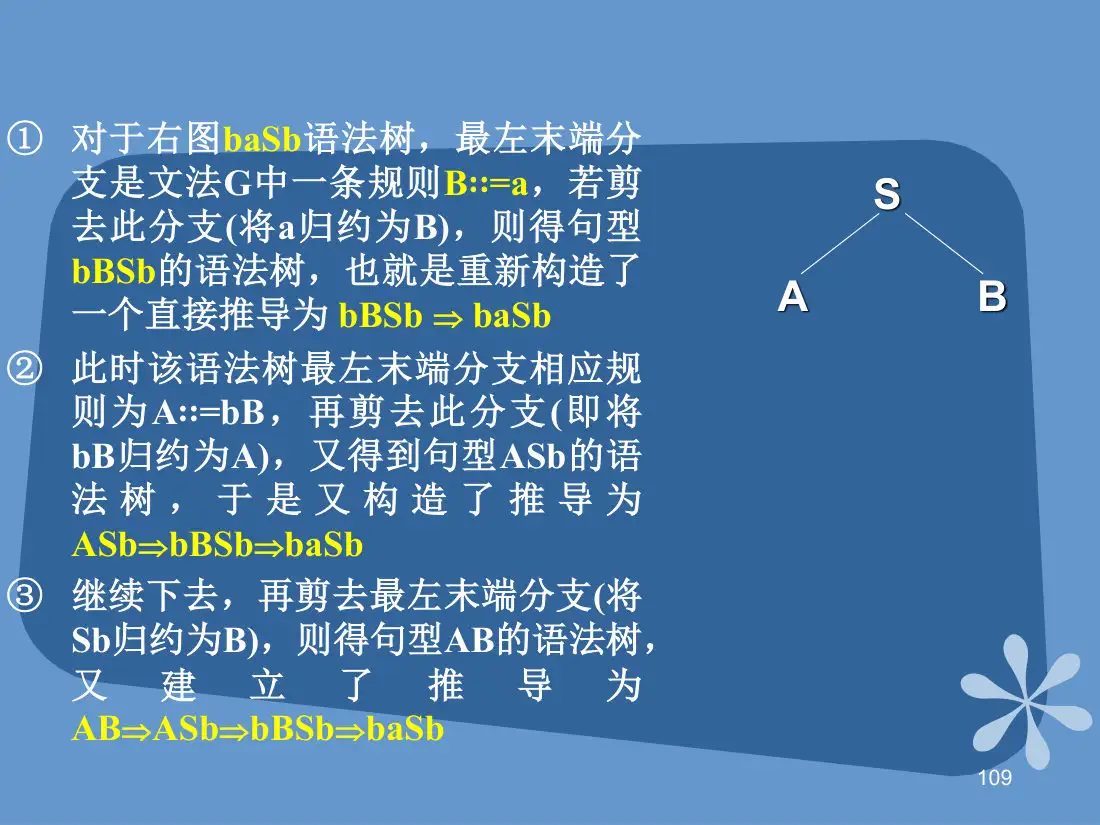 ① 对于右图baSb语法树，最左末端分
支是文法G中一条规则B::=a，若剪
去此分支(将a归约为B)，则得句型
bBSb的语法树，也就是重新构造了
一个直接推导为 bBSb ⇒ baSb
② 此时该语法树最左末端分支相应规
则为A::=bB，再剪去此分支(即将
bB归约为A)，又得到句型ASb的语
法树，于是又构造了推导为
ASb⇒bBSb⇒baSb
③ 继续下去，再剪去最左末端分支(将
Sb归约为B)，则得句型AB的语法树，
又建立了推导为
AB⇒ASb⇒bBSb⇒baSb
S
A B
109